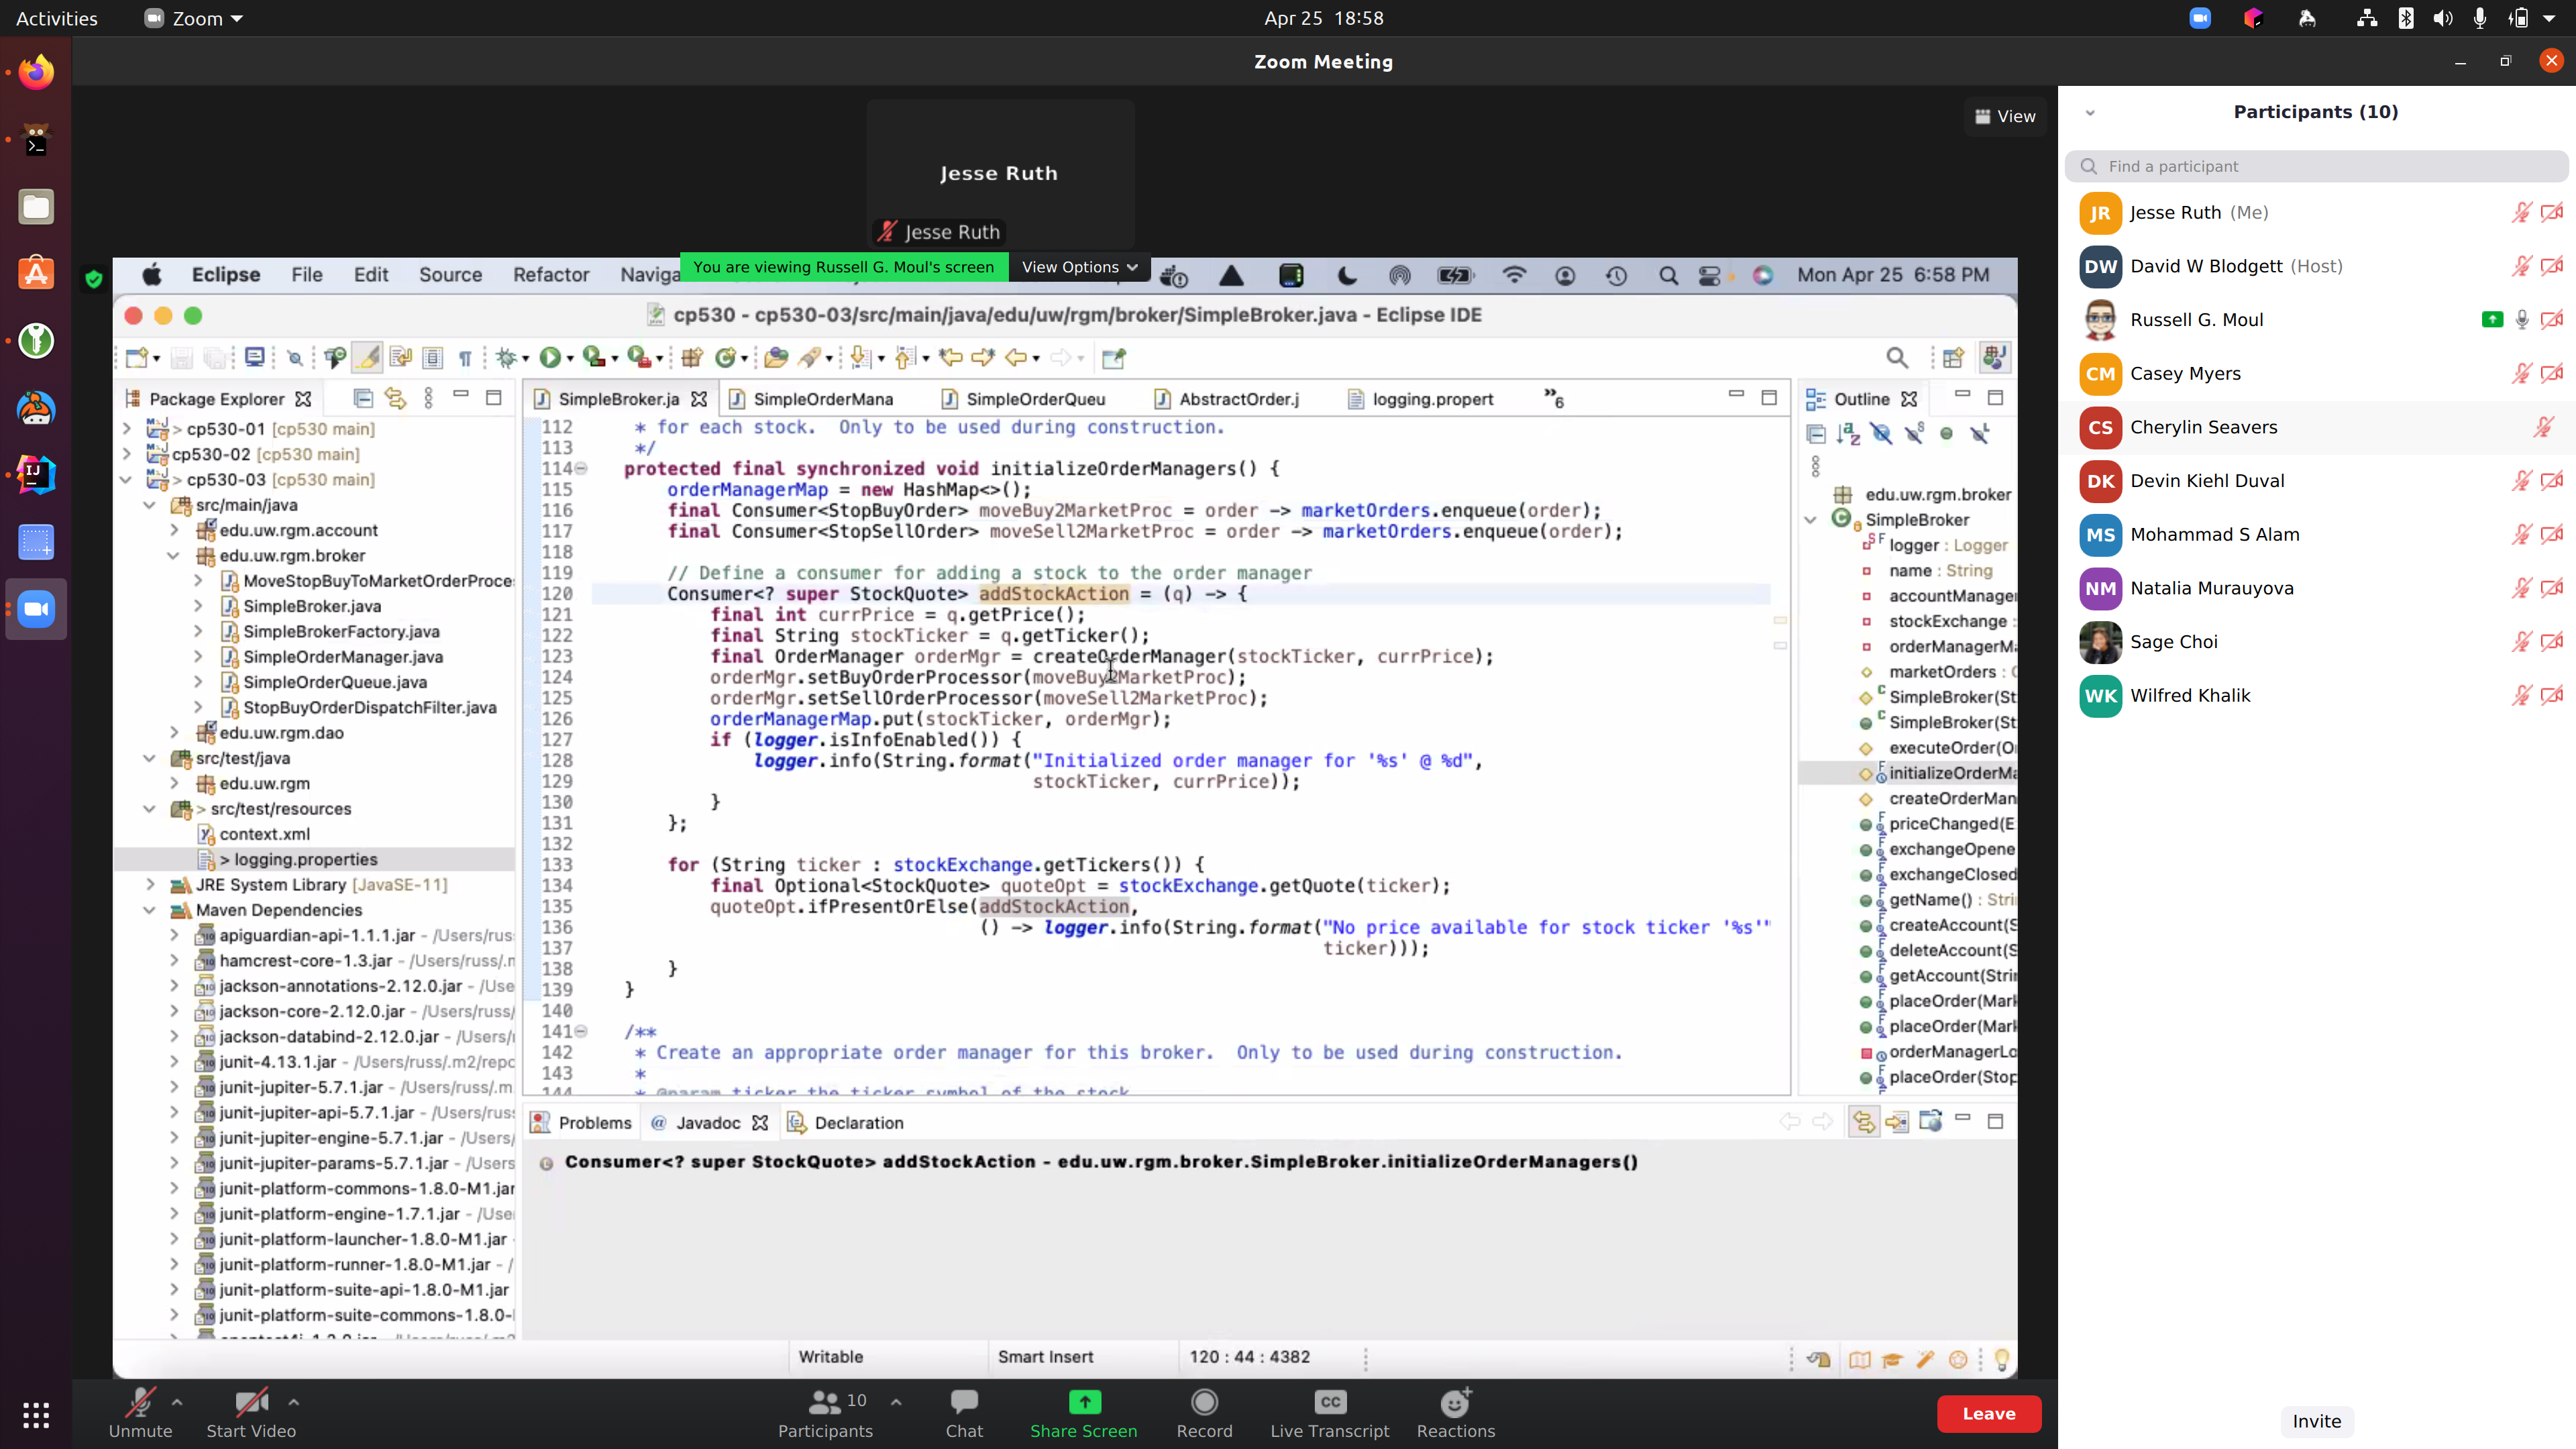 Activities
Zoom
Apr 25 18:58
Zoom Meeting
View
Jesse Ruth
Jesse Ruth
You are viewing Russell G. Moul's screen
View Options
Eclipse File Edit Source Refactor
Mon Apr 25 6:58 PM
cp530 - cp530-03/src/main/java/edu/uw/rgm/broker/SimpleBroker.java - Eclipse IDE
Package Explorer
> cp530-01 [cp530 main]
cp530-02 [cp530 main]
> cp530-03 [cp530 main]
src/main/java
edu.uw.rgm.account
edu.uw.rgm.broker
MoveStopBuyToMarketOrderProce
SimpleBroker.java
SimpleBrokerFactory.java
SimpleOrderManager.java
SimpleOrderQueue.java
StopBuyOrderDispatchFilter.java
edu.uw.rgm.dao
src/test/java
edu.uw.rgm
> src/test/resources
context.xml
> logging.properties
JRE System Library [JavaSE-11]
Maven Dependencies
apiguardian-api-1.1.1.jar - /Users/rus
hamcrest-core-1.3.jar - /Users/russ/.n
jackson-annotations-2.12.0.jar - /Use
jackson-core-2.12.0.jar - /Users/russ/
jackson-databind-2.12.0.jar - /Users/
junit-4.13.1.jar - /Users/russ/.m2/repo
junit-jupiter-5.7.1.jar - /Users/russ/.m
junit-jupiter-api-5.7.1.jar - /Users/rus
junit-jupiter-engine-5.7.1.jar - /Users/
junit-jupiter-params-5.7.1.jar - /Users
junit-platform-commons-1.8.0-M1.jar
junit-platform-engine-1.7.1.jar - /Use
junit-platform-launcher-1.8.0-M1.jar
junit-platform-runner-1.8.0-M1.jar - /
junit-platform-suite-api-1.8.0-M1.jar
junit-platform-suite-commons-1.8.0-
SimpleBroker.ja
SimpleOrderMana
SimpleOrderQueu
AbstractOrder.j
logging.propert
»6
112 * for each stock.  Only to be used during construction.
113 */
114 protected final synchronized void initializeOrderManagers() {
115 orderManagerMap = new HashMap<>();
116 final Consumer<StopBuyOrder> moveBuy2MarketProc = order -> marketOrders.enqueue(order);
117 final Consumer<StopSellOrder> moveSell2MarketProc = order -> marketOrders.enqueue(order);
118
119 // Define a consumer for adding a stock to the order manager
120 Consumer<? super StockQuote> addStockAction = (q) -> {
121 final int currPrice = q.getPrice();
122 final String stockTicker = q.getTicker();
123 final OrderManager orderMgr = createOrderManager(stockTicker, currPrice);
124 orderMgr.setBuyOrderProcessor(moveBuy2MarketProc);
125 orderMgr.setSellOrderProcessor(moveSell2MarketProc);
126 orderManagerMap.put(stockTicker, orderMgr);
127 if (logger.isInfoEnabled()) {
128 logger.info(String.format("Initialized order manager for '%s' @ %d",
129 stockTicker, currPrice));
130 }
131 };
132
133 for (String ticker : stockExchange.getTickers()) {
134 final Optional<StockQuote> quoteOpt = stockExchange.getQuote(ticker);
135 quoteOpt.ifPresentOrElse(addStockAction,
136 () -> logger.info(String.format("No price available for stock ticker '%s'"
137 ticker)));
138 }
139 }
140
141 /**
142 * Create an appropriate order manager for this broker.  Only to be used during construction.
143 *
144 * @param ticker the ticker symbol of the stock
Outline
edu.uw.rgm.broker
SimpleBroker
logger : Logger
name : String
accountManage
stockExchange :
orderManagerM
marketOrders :
SimpleBroker(St
SimpleBroker(St
executeOrder(O
initializeOrderMa
createOrderMan
priceChanged(E
exchangeOpene
exchangeClosed
getName() : Stri
createAccount(S
deleteAccount(S
getAccount(Strin
placeOrder(Mark
placeOrder(Mark
orderManagerLo
placeOrder(Stop
Problems
@ Javadoc
Declaration
Consumer<? super StockQuote> addStockAction - edu.uw.rgm.broker.SimpleBroker.initializeOrderManagers()
Writable
Smart Insert
120 : 44 : 4382
Participants (10)
Find a participant
JR Jesse Ruth (Me)
DW David W Blodgett (Host)
Russell G. Moul
CM Casey Myers
CS Cherylin Seavers
DK Devin Kiehl Duval
MS Mohammad S Alam
NM Natalia Murauyova
Sage Choi
WK Wilfred Khalik
Invite
Unmute
Start Video
10
Participants
Chat
Share Screen
Record
CC
Live Transcript
Reactions
Leave